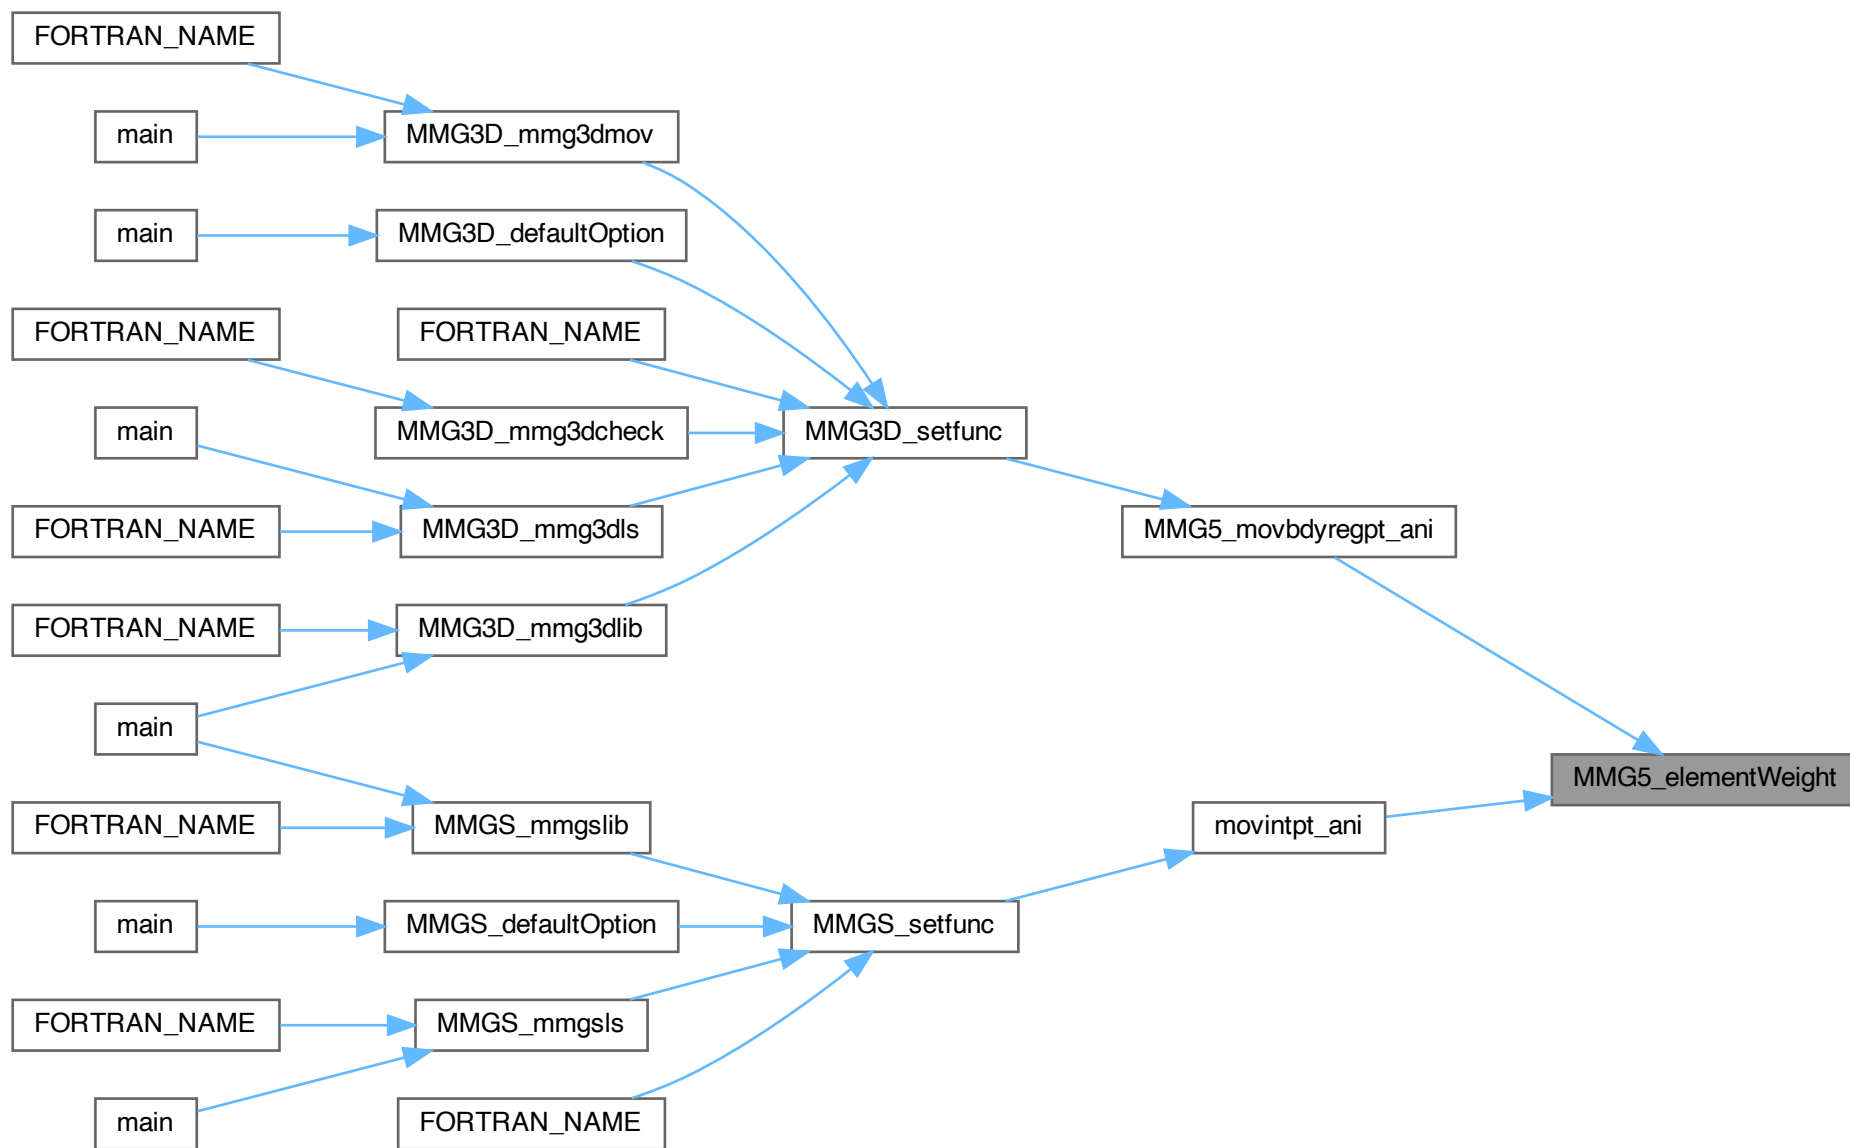 FORTRAN_NAME
main
MMG3D_mmg3dmov
main
MMG3D_defaultOption
FORTRAN_NAME
FORTRAN_NAME
main
MMG3D_mmg3dcheck
MMG3D_setfunc
FORTRAN_NAME
MMG3D_mmg3dls
MMG5_movbdyregpt_ani
FORTRAN_NAME
MMG3D_mmg3dlib
main
MMG5_elementWeight
FORTRAN_NAME
MMGS_mmgslib
movintpt_ani
main
MMGS_defaultOption
MMGS_setfunc
FORTRAN_NAME
MMGS_mmgsls
main
FORTRAN_NAME